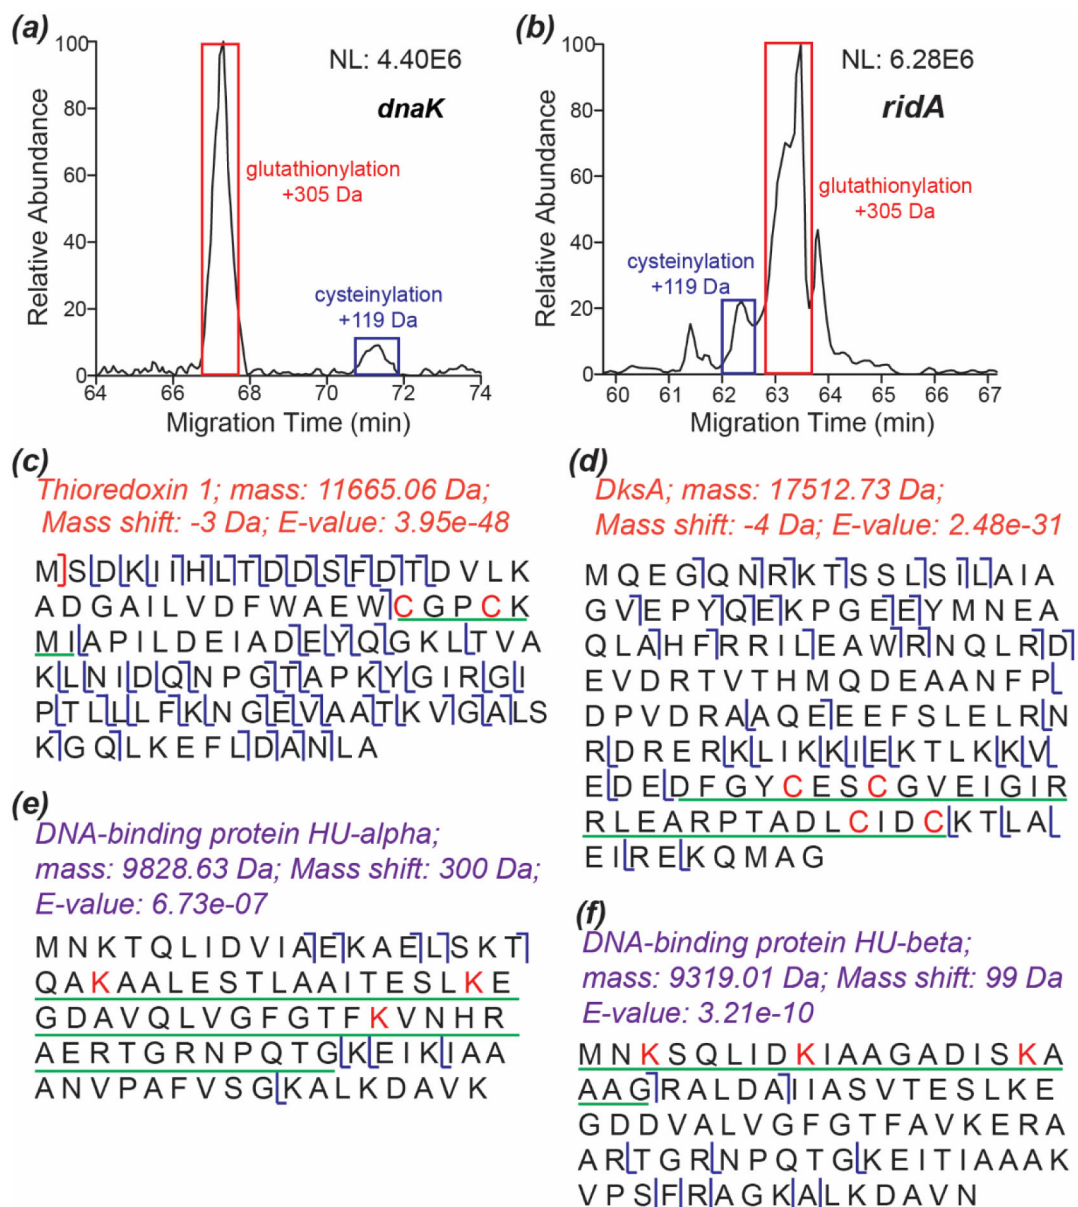 (a)
NL: 4.40E6
dnaK
glutathionylation
+305 Da
cysteinylation
+119 Da
Relative Abundance
100
80
60
40
20
0
64 66 68 70 72 74
Migration Time (min)
(b)
NL: 6.28E6
ridA
glutathionylation
+305 Da
cysteinylation
+119 Da
Relative Abundance
100
80
60
40
20
0
60 61 62 63 64 65 66 67
Migration Time (min)
(c)
Thioredoxin 1; mass: 11665.06 Da;
Mass shift: -3 Da; E-value: 3.95e-48
M S D K I I H L T D D S F D T D V L K
A D G A I L V D F W A E W C G P C K
M I A P I L D E I A D E Y Q G K L T V A
K L N I D Q N P G T A P K Y G I R G I
P T L L L F K N G E V A A T K V G A L S
K G Q L K E F L D A N L A
(d)
DksA; mass: 17512.73 Da;
Mass shift: -4 Da; E-value: 2.48e-31
M Q E G Q N R K T S S L S I L A I A
G V E P Y Q E K P G E E Y M N E A
Q L A H F R R I L E A W R N Q L R D
E V D R T V T H M Q D E A A N F P
D P V D R A A Q E E E F S L E L R N
R D R E R K L I K K I E K T L K K V
E D E D F G Y C E S C G V E I G I R
R L E A R P T A D L C I D C K T L A
E I R E K Q M A G
(e)
DNA-binding protein HU-alpha;
mass: 9828.63 Da; Mass shift: 300 Da;
E-value: 6.73e-07
M N K T Q L I D V I A E K A E L S K T
Q A K A A L E S T L A A I T E S L K E
G D A V Q L V G F G T F K V N H R
A E R T G R N P Q T G K E I K I A A
A N V P A F V S G K A L K D A V K
(f)
DNA-binding protein HU-beta;
mass: 9319.01 Da; Mass shift: 99 Da
E-value: 3.21e-10
M N K S Q L I D K I A A G A D I S K A
A A G R A L D A I I A S V T E S L K E
G D D V A L V G F G T F A V K E R A
A R T G R N P Q T G K E I T I A A A K
V P S F R A G K A L K D A V N